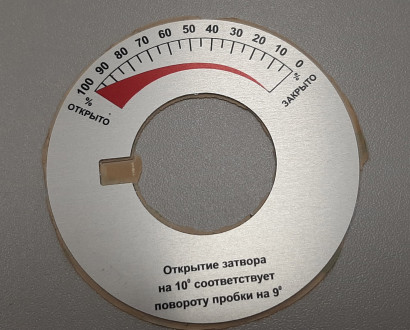 100 90 80 70 60 50 40 30 20 10 0
% %
ОТКРЫТО ЗАКРЫТО
Открытие затвора
на 10° соответствует
повороту пробки на 9°